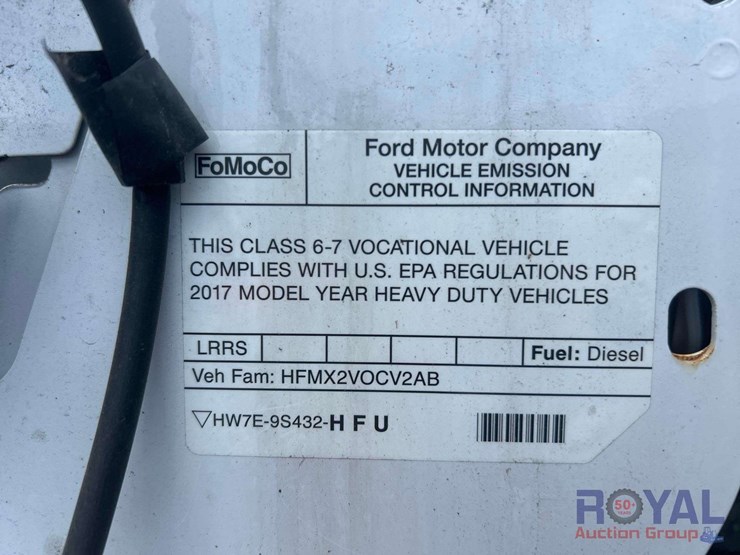 FoMoCo
Ford Motor Company
VEHICLE EMISSION
CONTROL INFORMATION
THIS CLASS 6-7 VOCATIONAL VEHICLE
COMPLIES WITH U.S. EPA REGULATIONS FOR
2017 MODEL YEAR HEAVY DUTY VEHICLES
LRRS
Fuel: Diesel
Veh Fam: HFMX2VOCV2AB
HW7E-9S432-HFU
ROYAL
50+
YEARS
Auction Group